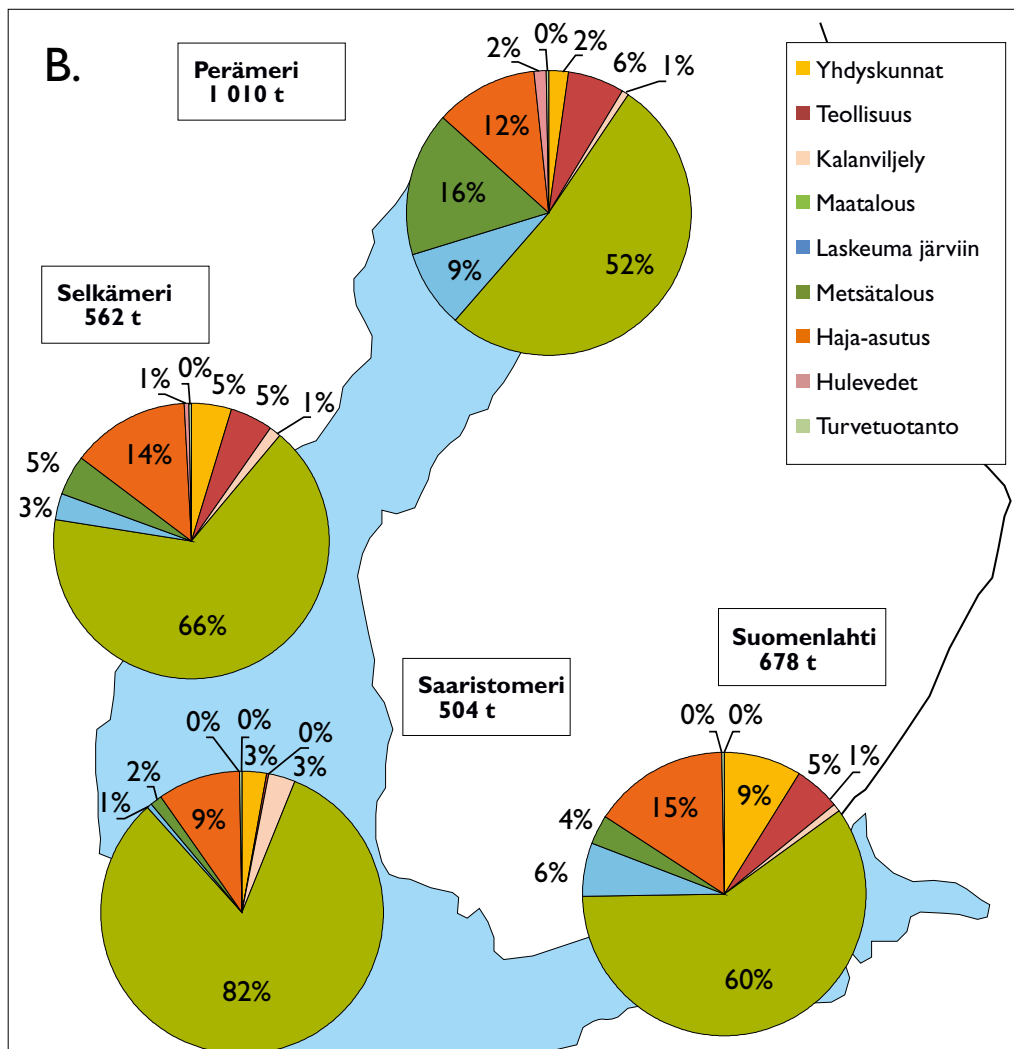 B.
Perämeri
1 010 t
2%
0%
2%
6%
1%
12%
16%
9%
52%
Yhdyskunnat
Teollisuus
Kalanviljely
Maatalous
Laskeuma järviin
Metsätalous
Haja-asutus
Hulevedet
Turvetuotanto
Selkämeri
562 t
1%
0%
5%
5%
1%
14%
5%
3%
66%
Saaristomeri
504 t
0%
0%
3%
0%
3%
2%
1%
9%
82%
Suomenlahti
678 t
0%
0%
9%
5%
1%
15%
4%
6%
60%